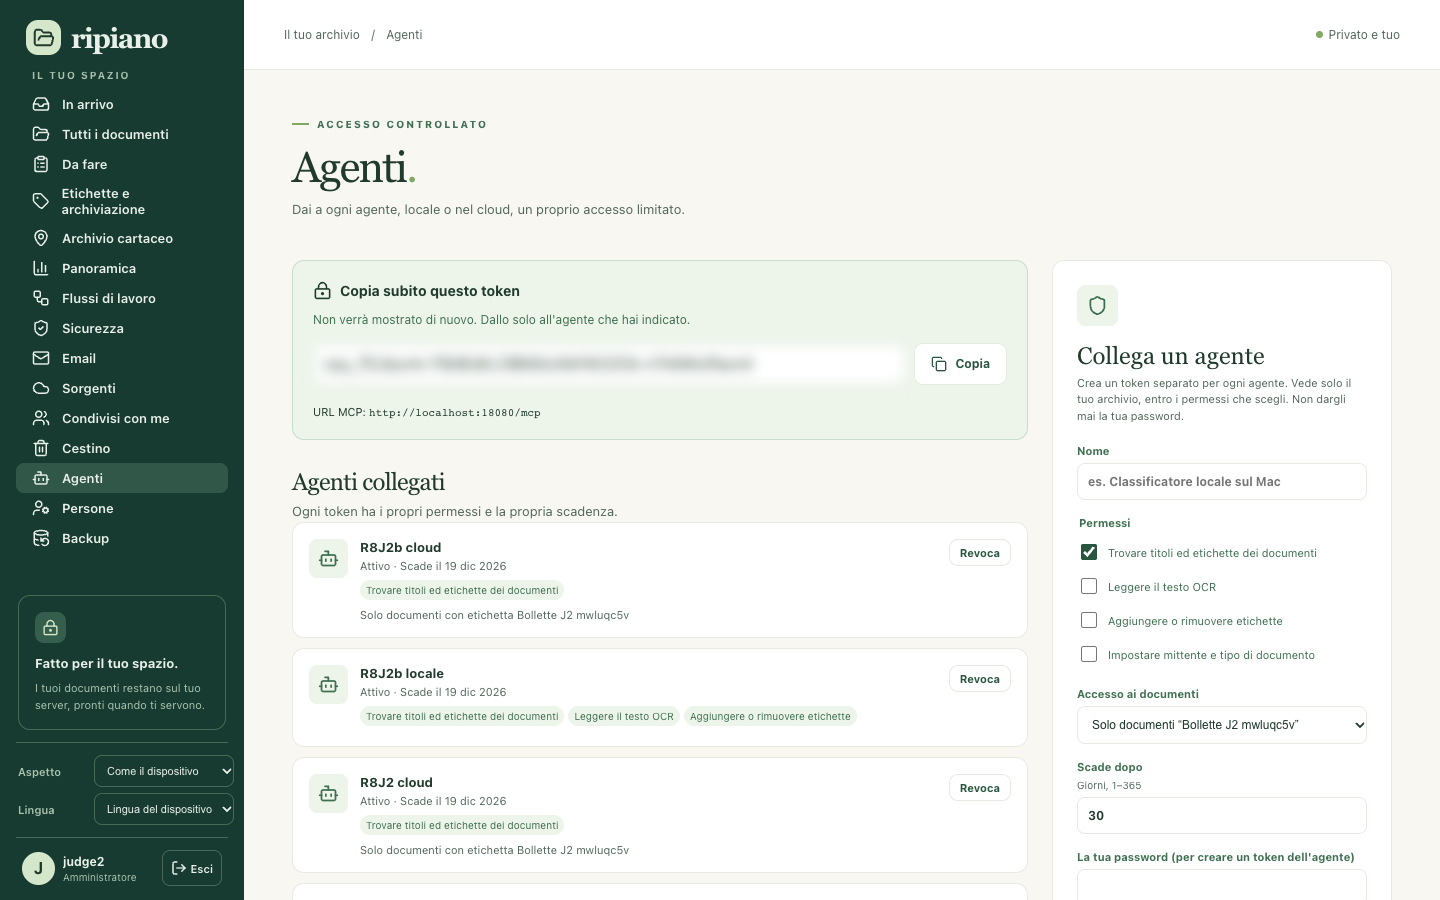 ripiano
IL TUO SPAZIO
In arrivo
Tutti i documenti
Da fare
Etichette e
archiviazione
Archivio cartaceo
Panoramica
Flussi di lavoro
Sicurezza
Email
Sorgenti
Condivisi con me
Cestino
Agenti
Persone
Backup
Fatto per il tuo spazio.
I tuoi documenti restano sul tuo
server, pronti quando ti servono.
Aspetto
Come il dispositivo
Lingua
Lingua del dispositivo
J
judge2
Amministratore
Esci
Il tuo archivio / Agenti
Privato e tuo
ACCESSO CONTROLLATO
Agenti.
Dai a ogni agente, locale o nel cloud, un proprio accesso limitato.
Copia subito questo token
Non verrà mostrato di nuovo. Dallo solo all'agente che hai indicato.
Copia
URL MCP: http://localhost:18080/mcp
Agenti collegati
Ogni token ha i propri permessi e la propria scadenza.
R8J2b cloud
Attivo · Scade il 19 dic 2026
Trovare titoli ed etichette dei documenti
Solo documenti con etichetta Bollette J2 mwluqc5v
Revoca
R8J2b locale
Attivo · Scade il 19 dic 2026
Trovare titoli ed etichette dei documenti Leggere il testo OCR Aggiungere o rimuovere etichette
Revoca
R8J2 cloud
Attivo · Scade il 19 dic 2026
Trovare titoli ed etichette dei documenti
Solo documenti con etichetta Bollette J2 mwluqc5v
Revoca
Collega un agente
Crea un token separato per ogni agente. Vede solo il
tuo archivio, entro i permessi che scegli. Non dargli
mai la tua password.
Nome
es. Classificatore locale sul Mac
Permessi
Trovare titoli ed etichette dei documenti
Leggere il testo OCR
Aggiungere o rimuovere etichette
Impostare mittente e tipo di documento
Accesso ai documenti
Solo documenti “Bollette J2 mwluqc5v”
Scade dopo
Giorni, 1–365
30
La tua password (per creare un token dell'agente)